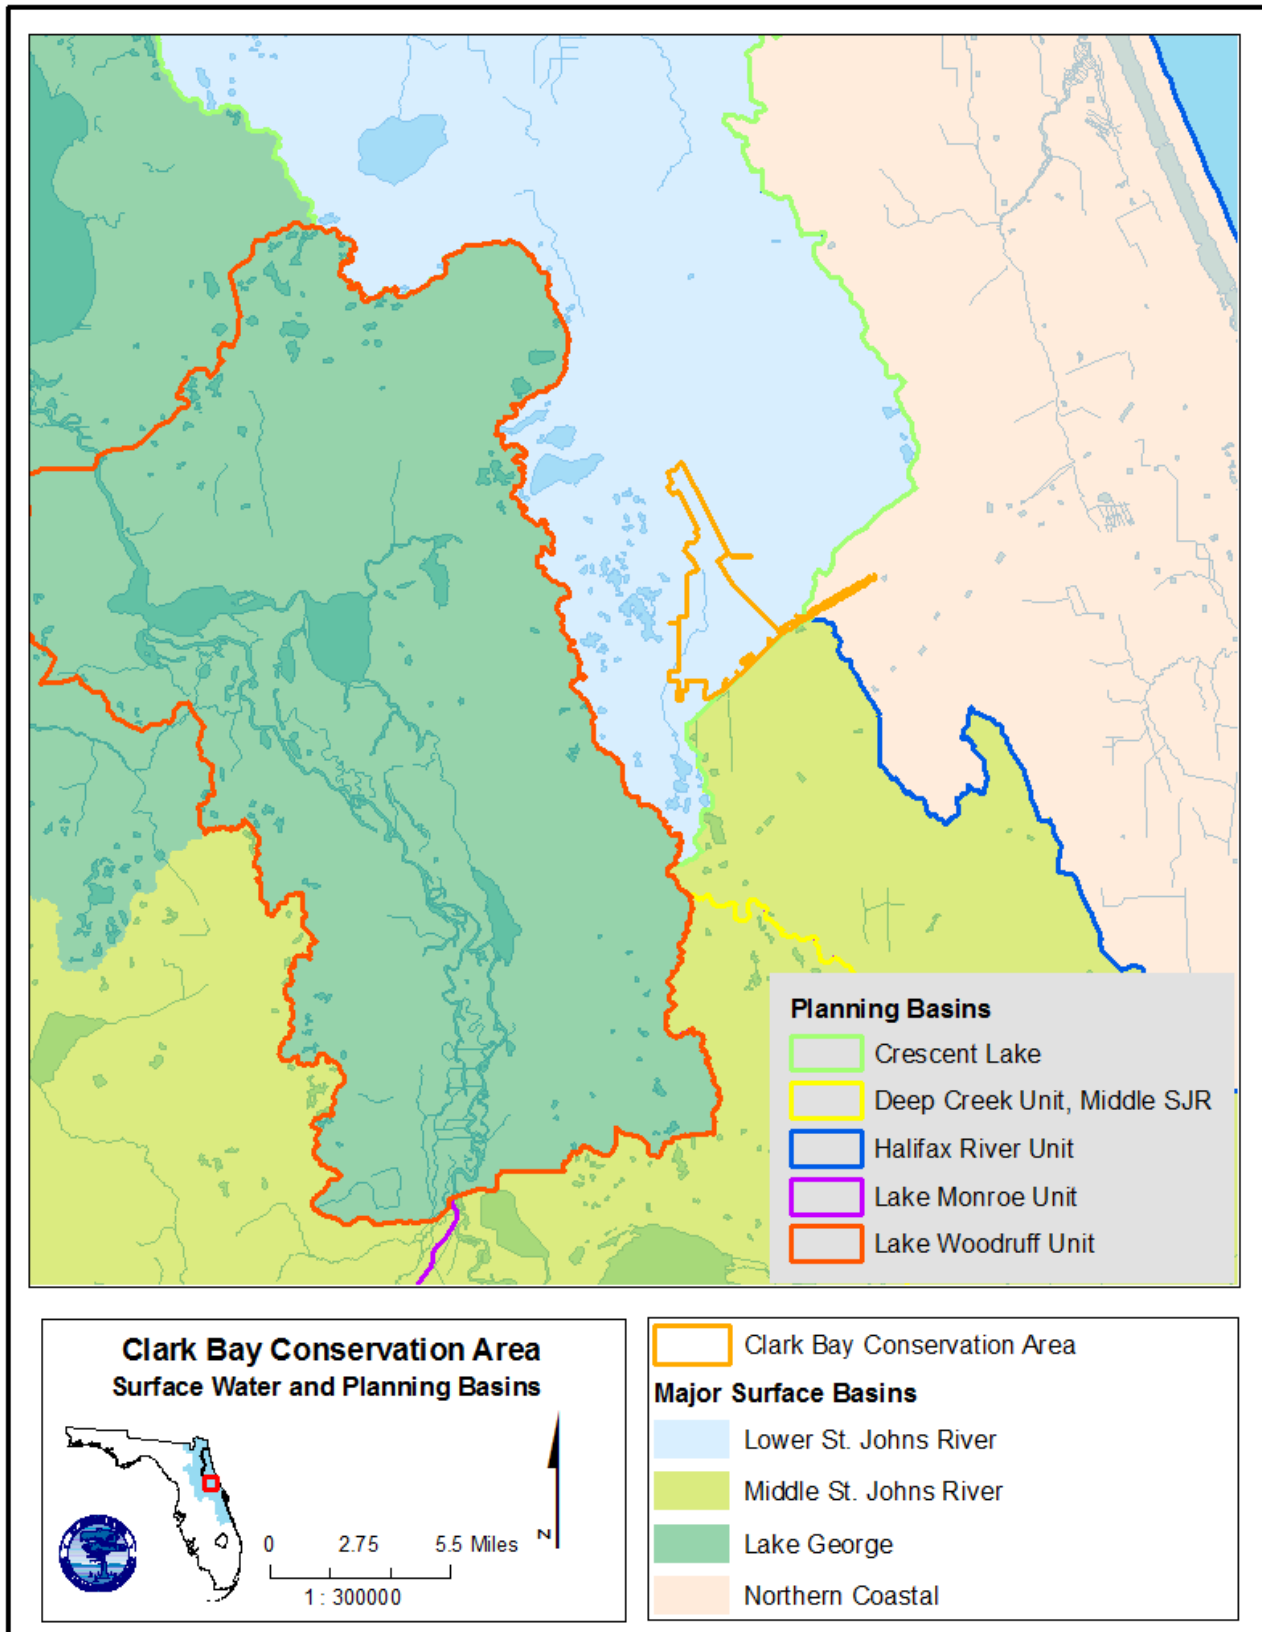 Planning Basins
Crescent Lake
Deep Creek Unit, Middle SJR
Halifax River Unit
Lake Monroe Unit
Lake Woodruff Unit
Clark Bay Conservation Area
Surface Water and Planning Basins
N
0 2.75 5.5 Miles
1 : 300000
Clark Bay Conservation Area
Major Surface Basins
Lower St. Johns River
Middle St. Johns River
Lake George
Northern Coastal